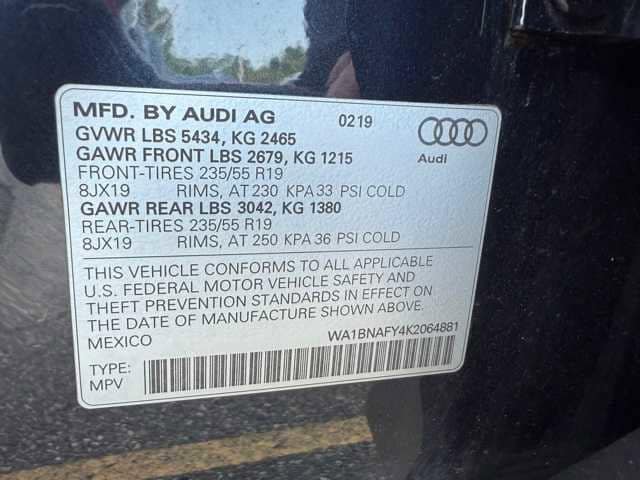 MFD. BY AUDI AG 0219
GVWR LBS 5434, KG 2465
GAWR FRONT LBS 2679, KG 1215
FRONT-TIRES 235/55 R19
8JX19 RIMS, AT 230 KPA 33 PSI COLD
GAWR REAR LBS 3042, KG 1380
REAR-TIRES 235/55 R19
8JX19 RIMS, AT 250 KPA 36 PSI COLD
Audi
THIS VEHICLE CONFORMS TO ALL APPLICABLE
U.S. FEDERAL MOTOR VEHICLE SAFETY AND
THEFT PREVENTION STANDARDS IN EFFECT ON
THE DATE OF MANUFACTURE SHOWN ABOVE.
MEXICO WA1BNAFY4K2064881
TYPE:
MPV